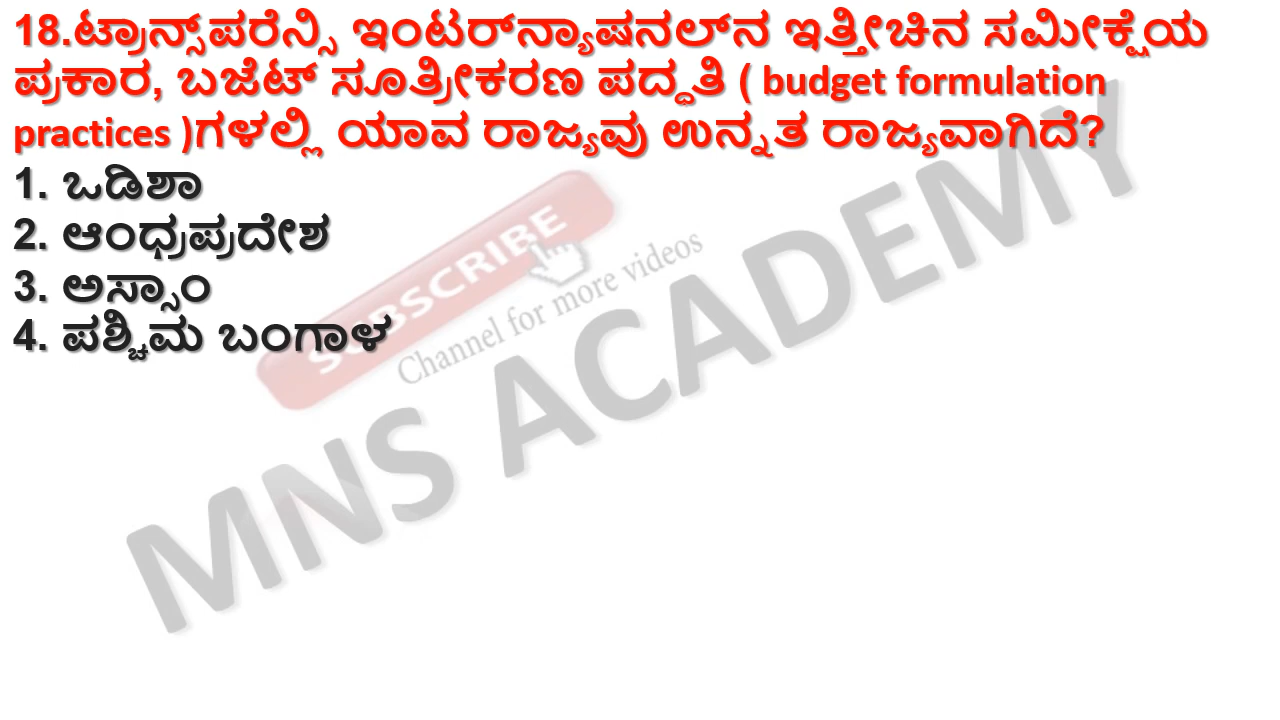 18.ಟ್ರಾನ್ಸ್‌ಪರೆನ್ಸಿ ಇಂಟರ್‌ನ್ಯಾಷನಲ್‌ನ ಇತ್ತೀಚಿನ ಸಮೀಕ್ಷೆಯ
ಪ್ರಕಾರ, ಬಜೆಟ್ ಸೂತ್ರೀಕರಣ ಪದ್ದತಿ ( budget formulation
practices )ಗಳಲ್ಲಿ ಯಾವ ರಾಜ್ಯವು ಉನ್ನತ ರಾಜ್ಯವಾಗಿದೆ?
1. ಒಡಿಶಾ
2. ಆಂಧ್ರಪ್ರದೇಶ
3. ಅಸ್ಸಾಂ
4. ಪಶ್ಚಿಮ ಬಂಗಾಳ
SUBSCRIBE
Channel for more videos
MNS ACADEMY